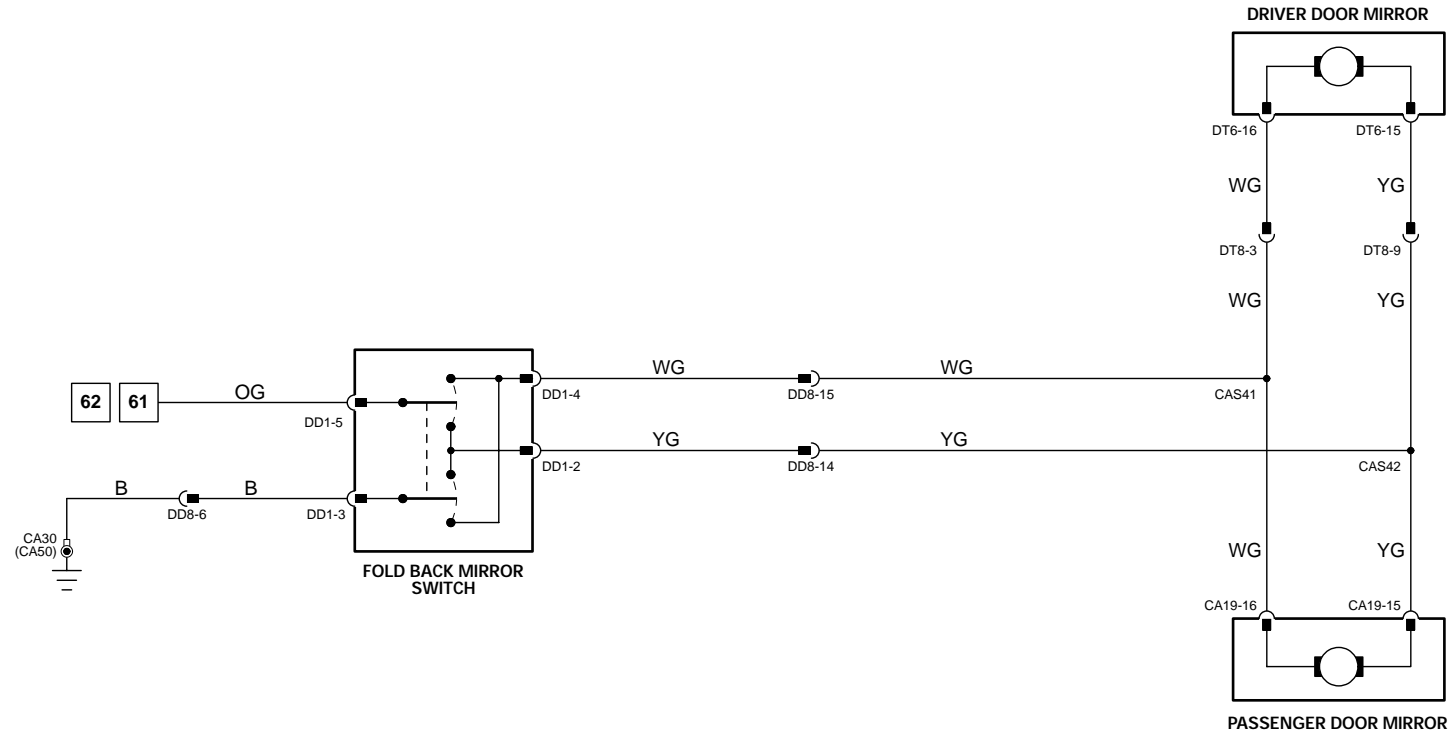 DRIVER DOOR MIRROR
DT6-16
DT6-15
WG
YG
DT8-3
DT8-9
WG
YG
WG
WG
DD1-4
DD8-15
CAS41
62
61
OG
DD1-5
YG
YG
DD1-2
DD8-14
CAS42
B
B
DD8-6
DD1-3
CA30
(CA50)
FOLD BACK MIRROR
SWITCH
WG
YG
CA19-16
CA19-15
PASSENGER DOOR MIRROR